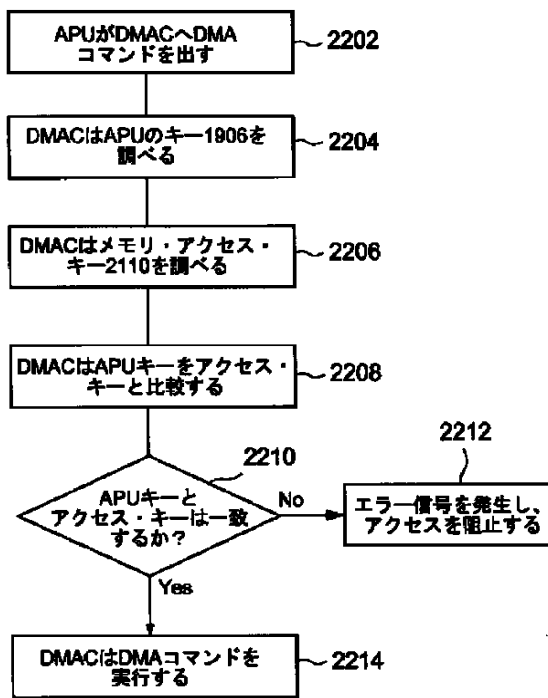 APUがDMACへDMA
コマンドを出す
2202
DMACはAPUのキー1906を
調べる
2204
DMACはメモリ・アクセス・
キー2110を調べる
2206
DMACはAPUキーをアクセス・
キーと比較する
2208
2210
APUキーと
アクセス・キーは一致
するか?
No
2212
エラー信号を発生し、
アクセスを阻止する
Yes
DMACはDMAコマンドを
実行する
2214